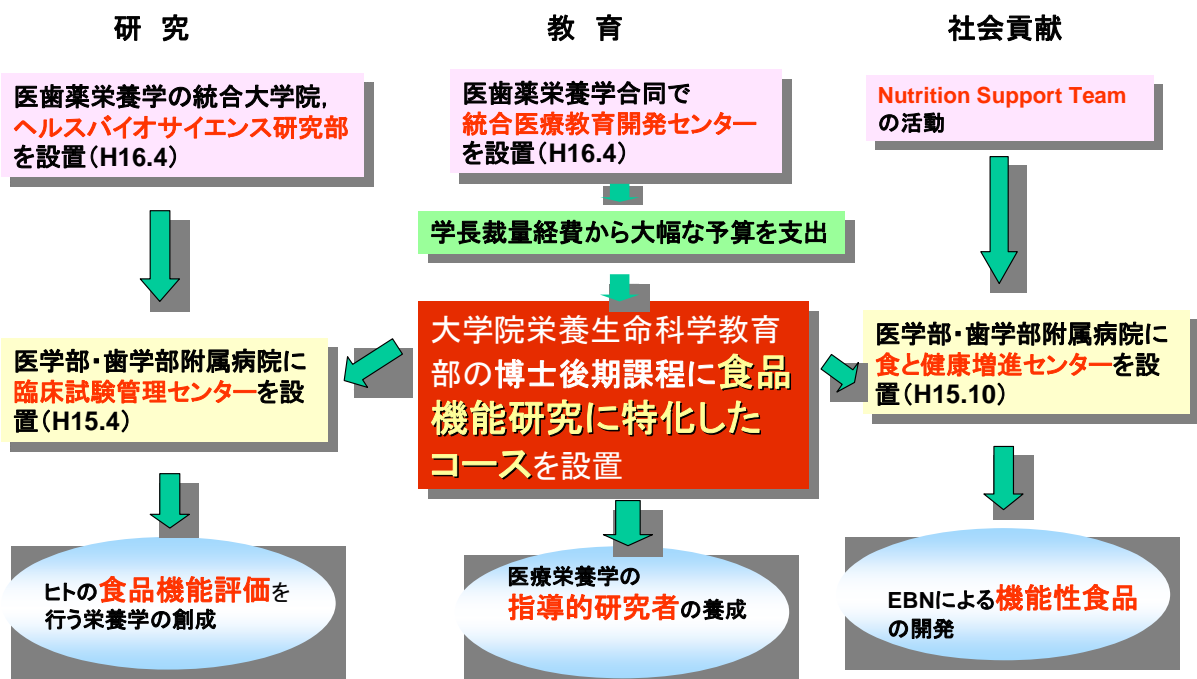 研 究
医歯薬栄養学の統合大学院,
ヘルスバイオサイエンス研究部
を設置（H16.4）
医学部・歯学部附属病院に
臨床試験管理センターを設
置（H15.4）
ヒトの食品機能評価を
行う栄養学の創成
教 育
医歯薬栄養学合同で
統合医療教育開発センター
を設置（H16.4）
学長裁量経費から大幅な予算を支出
大学院栄養生命科学教育
部の博士後期課程に食品
機能研究に特化した
コースを設置
医療栄養学の
指導的研究者の養成
社会貢献
Nutrition Support Team
の活動
医学部・歯学部附属病院に
食と健康増進センターを設
置（H15.10）
EBNによる機能性食品
の開発